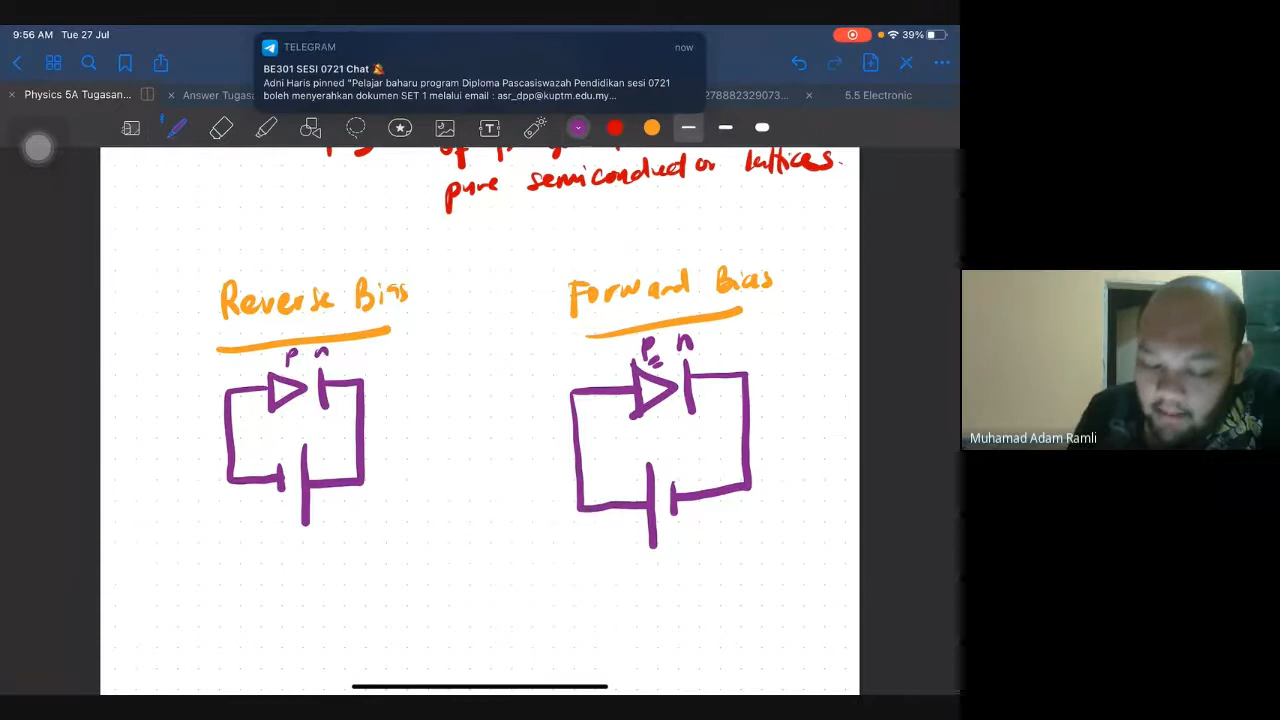 9:56 AM Tue 27 Jul
39%
TELEGRAM
now
BE301 SESI 0721 Chat
Adni Haris pinned "Pelajar baharu program Diploma Pascasiswazah Pendidikan sesi 0721
boleh menyerahkan dokumen SET 1 melalui email : asr_dpp@kuptm.edu.my...
Physics 5A Tugasan...
Answer Tugas
278882329073...
5.5 Electronic
of
pure semiconductor lattices.
Reverse Bias
Forward Bias
p n
p n
Muhamad Adam Ramli